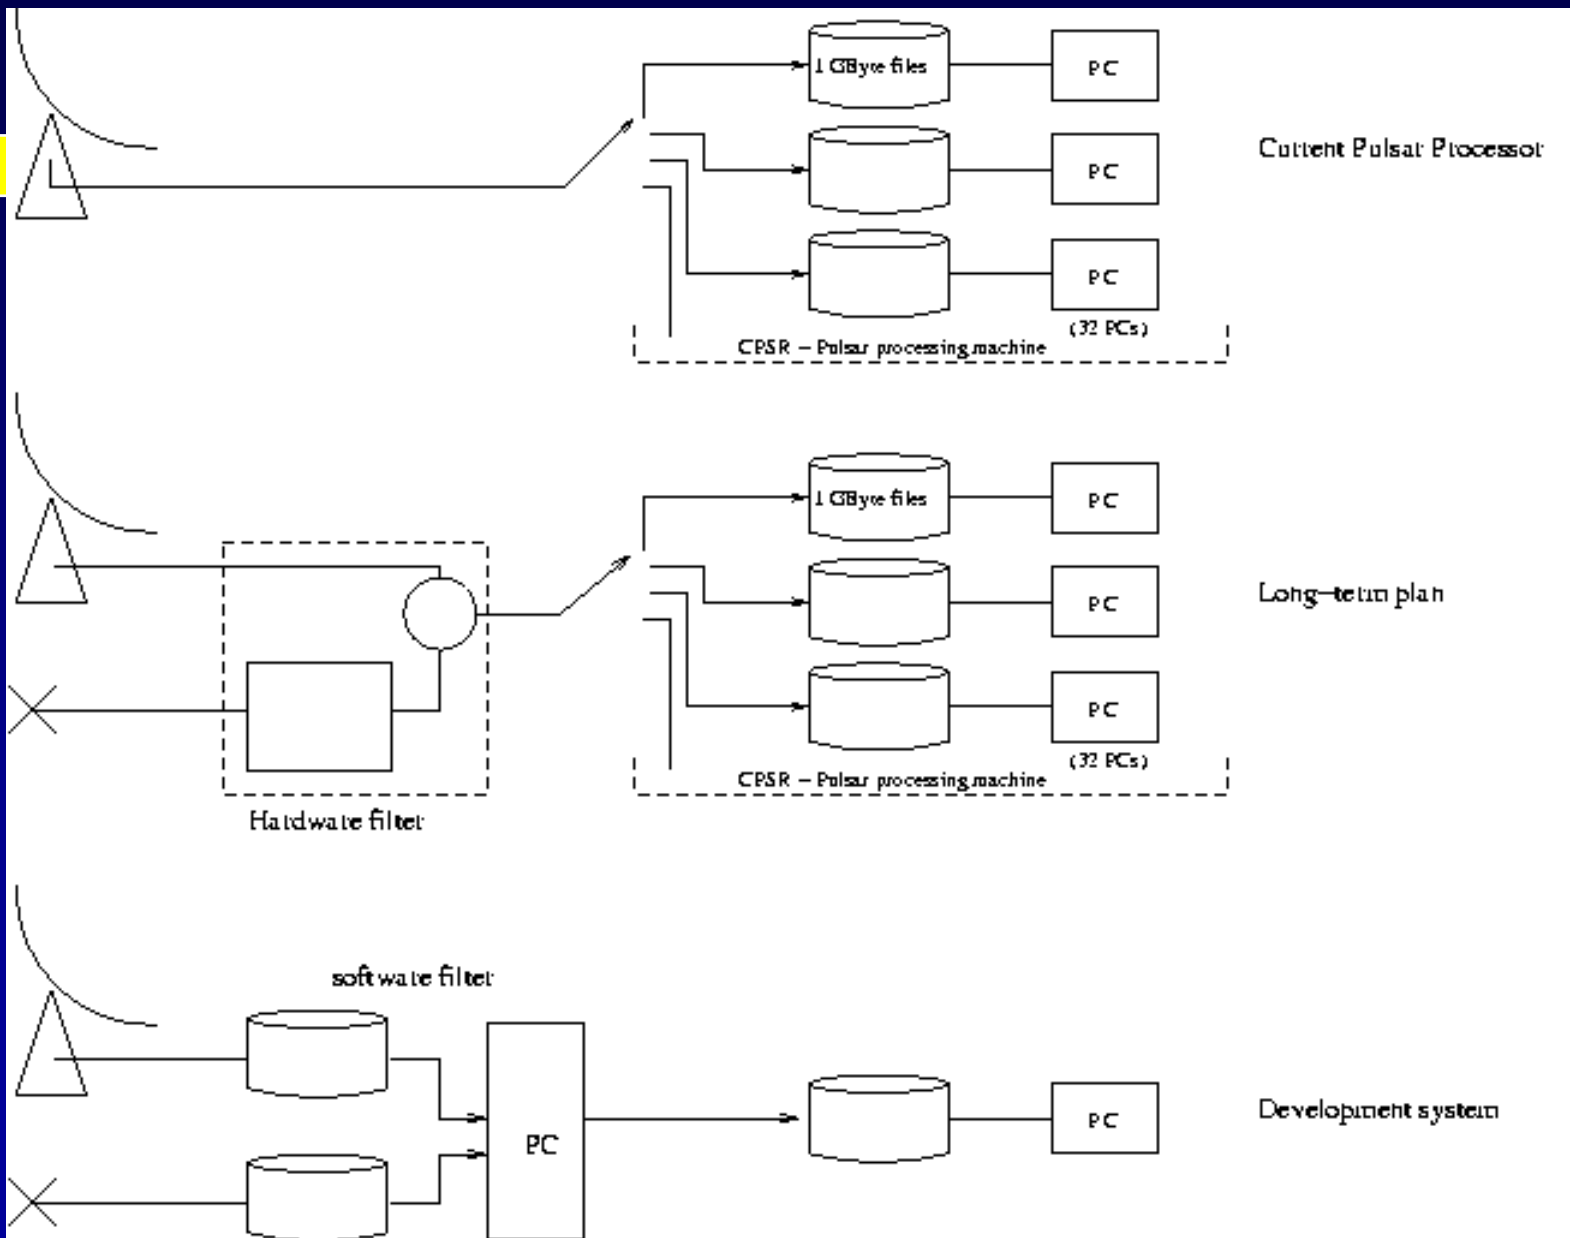 1 GByte files
PC
Current Pulsar Processor
PC
PC
(32 PCs)
CPSR – Pulsar processing machine
1 GByte files
PC
PC
Long–term plan
PC
(32 PCs)
CPSR – Pulsar processing machine
Hardware filter
software filter
PC
PC
Development system